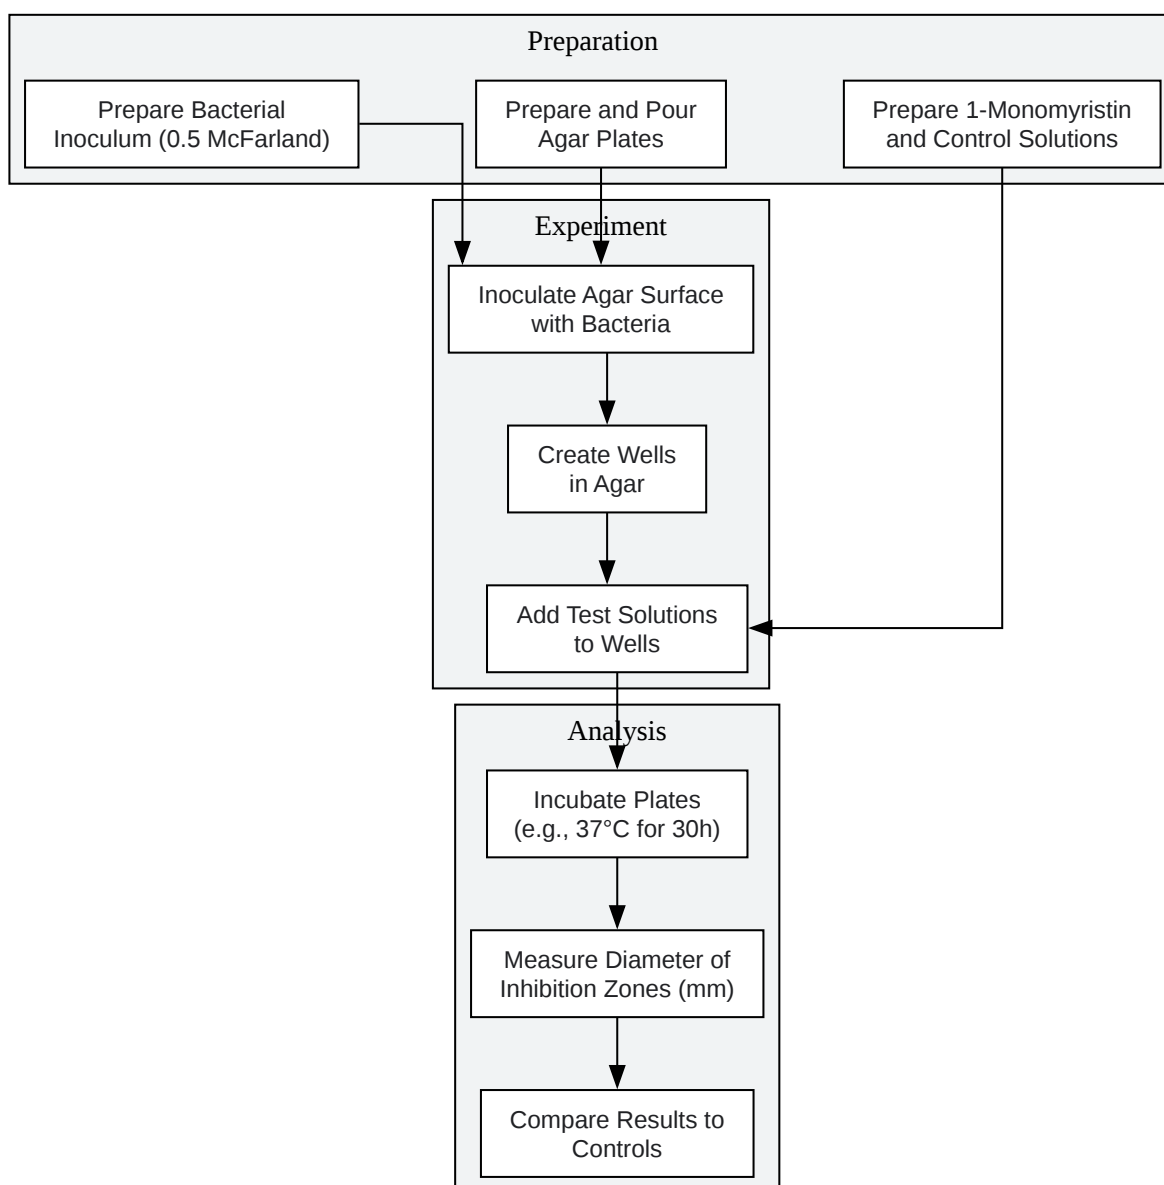 Preparation
Prepare Bacterial
Inoculum (0.5 McFarland)
Prepare and Pour
Agar Plates
Prepare 1-Monomyristin
and Control Solutions
Experiment
Inoculate Agar Surface
with Bacteria
Create Wells
in Agar
Add Test Solutions
to Wells
Analysis
Incubate Plates
(e.g., 37°C for 30h)
Measure Diameter of
Inhibition Zones (mm)
Compare Results to
Controls